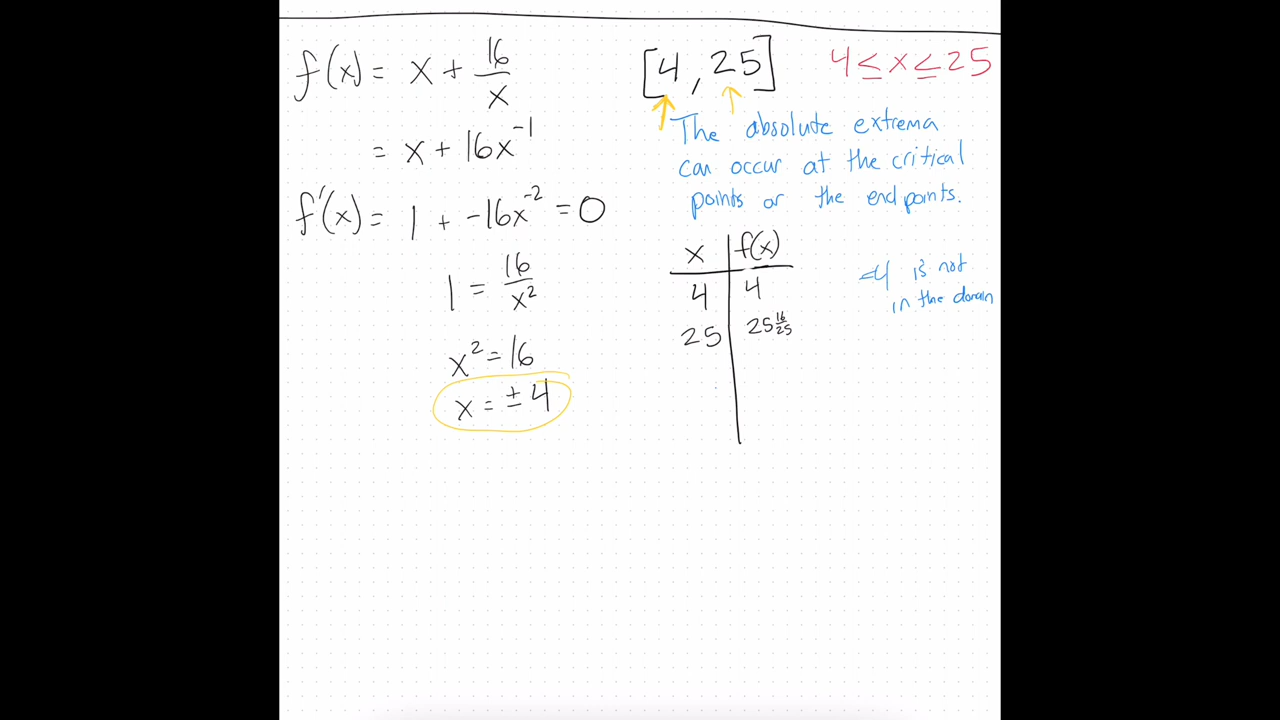 f(x) = x + 16/x
= x + 16x⁻¹
f'(x) = 1 + -16x⁻² = 0
1 = 16/x²
x² = 16
x = ± 4
[4, 25] 4 ≤ x ≤ 25
The absolute extrema
can occur at the critical
points or the endpoints.
x | f(x)
4 | 4
25 | 25 16/25
-4 is not
in the domain